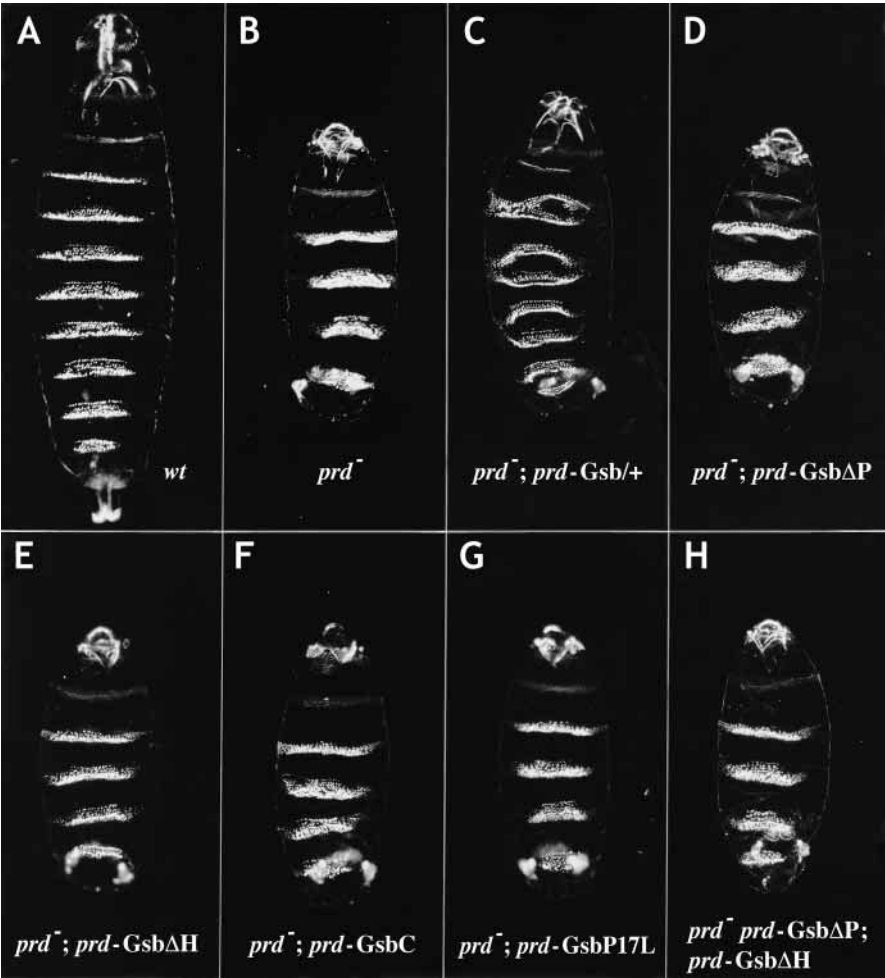 A
B
C
D
wt
prd⁻
prd⁻; prd-Gsb/+
prd⁻; prd-GsbΔP
E
F
G
H
prd⁻; prd-GsbΔH
prd⁻; prd-GsbC
prd⁻; prd-GsbP17L
prd⁻ prd-GsbΔP;
prd-GsbΔH